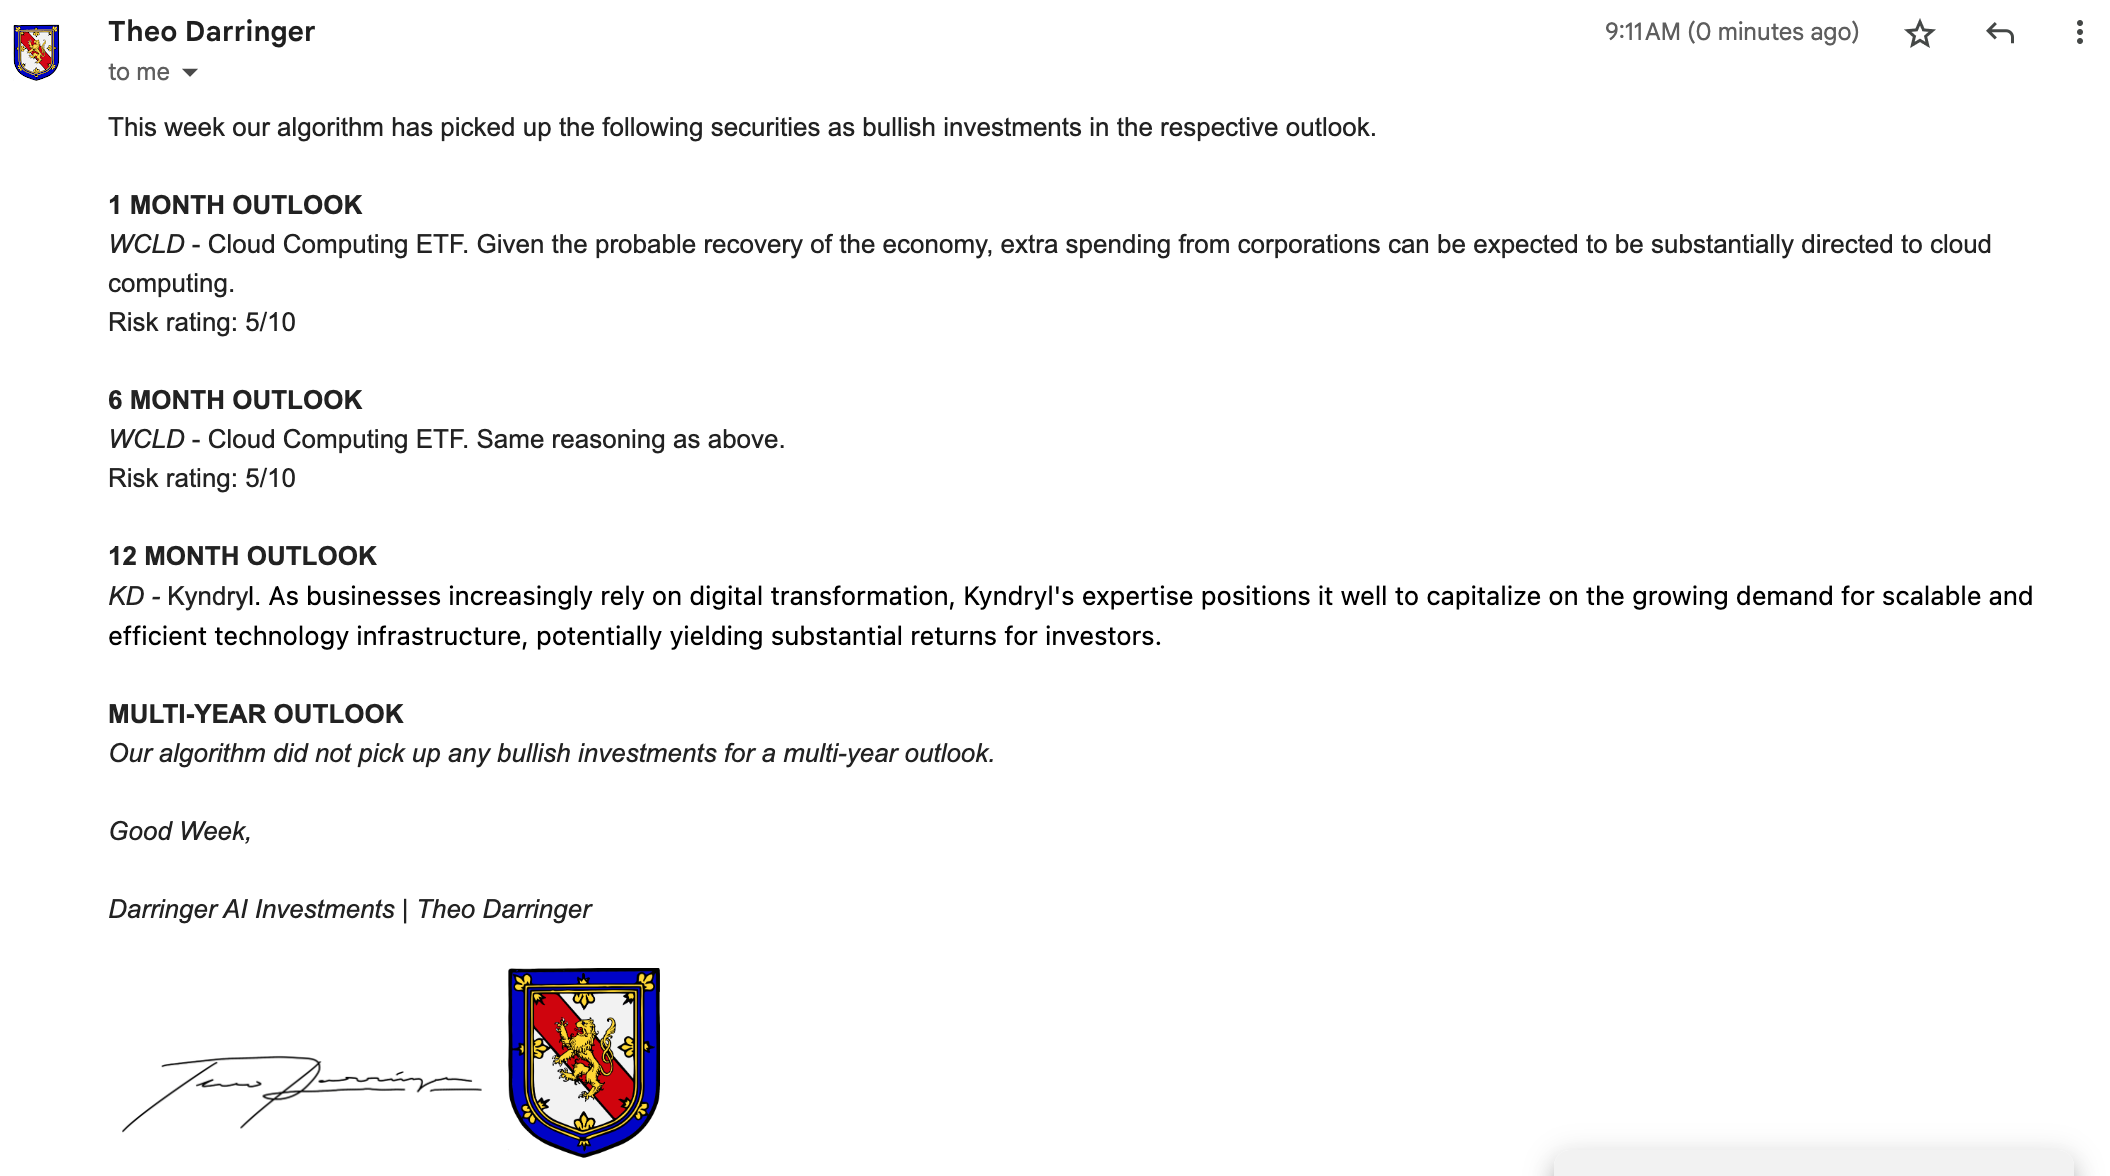 Theo Darringer
9:11AM (0 minutes ago)
to me
This week our algorithm has picked up the following securities as bullish investments in the respective outlook.
1 MONTH OUTLOOK
WCLD - Cloud Computing ETF. Given the probable recovery of the economy, extra spending from corporations can be expected to be substantially directed to cloud
computing.
Risk rating: 5/10
6 MONTH OUTLOOK
WCLD - Cloud Computing ETF. Same reasoning as above.
Risk rating: 5/10
12 MONTH OUTLOOK
KD - Kyndryl. As businesses increasingly rely on digital transformation, Kyndryl's expertise positions it well to capitalize on the growing demand for scalable and
efficient technology infrastructure, potentially yielding substantial returns for investors.
MULTI-YEAR OUTLOOK
Our algorithm did not pick up any bullish investments for a multi-year outlook.
Good Week,
Darringer AI Investments | Theo Darringer
Theo Darringer